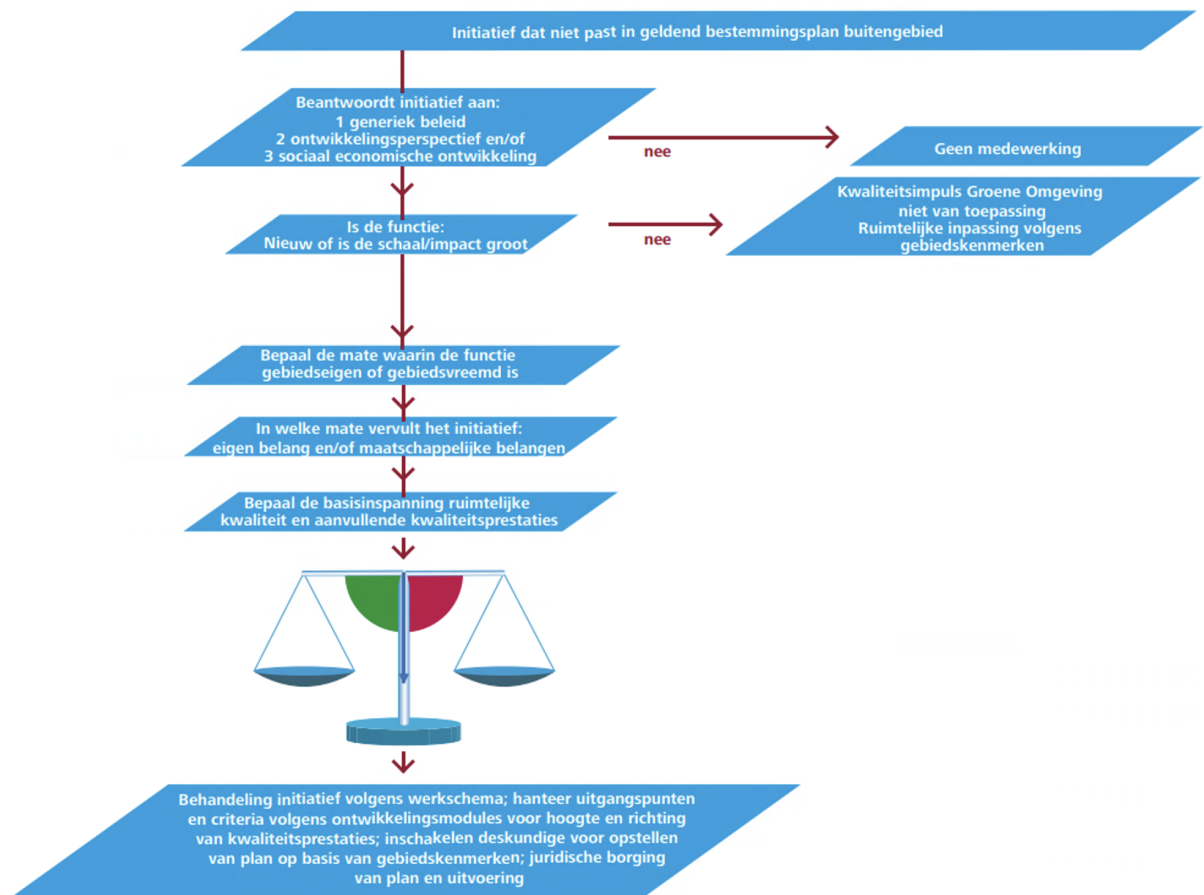 Initiatief dat niet past in geldend bestemmingsplan buitengebied
Beantwoordt initiatief aan:
1 generiek beleid
2 ontwikkelingsperspectief en/of
3 sociaal economische ontwikkeling
nee
Geen medewerking
Is de functie:
Nieuw of is de schaal/impact groot
nee
Kwaliteitsimpuls Groene Omgeving
niet van toepassing
Ruimtelijke inpassing volgens
gebiedskenmerken
Bepaal de mate waarin de functie
gebiedseigen of gebiedsvreemd is
In welke mate vervult het initiatief:
eigen belang en/of maatschappelijke belangen
Bepaal de basisinspanning ruimtelijke
kwaliteit en aanvullende kwaliteitsprestaties
Behandeling initiatief volgens werkschema; hanteer uitgangspunten
en criteria volgens ontwikkelingsmodules voor hoogte en richting
van kwaliteitsprestaties; inschakelen deskundige voor opstellen
van plan op basis van gebiedskenmerken; juridische borging
van plan en uitvoering